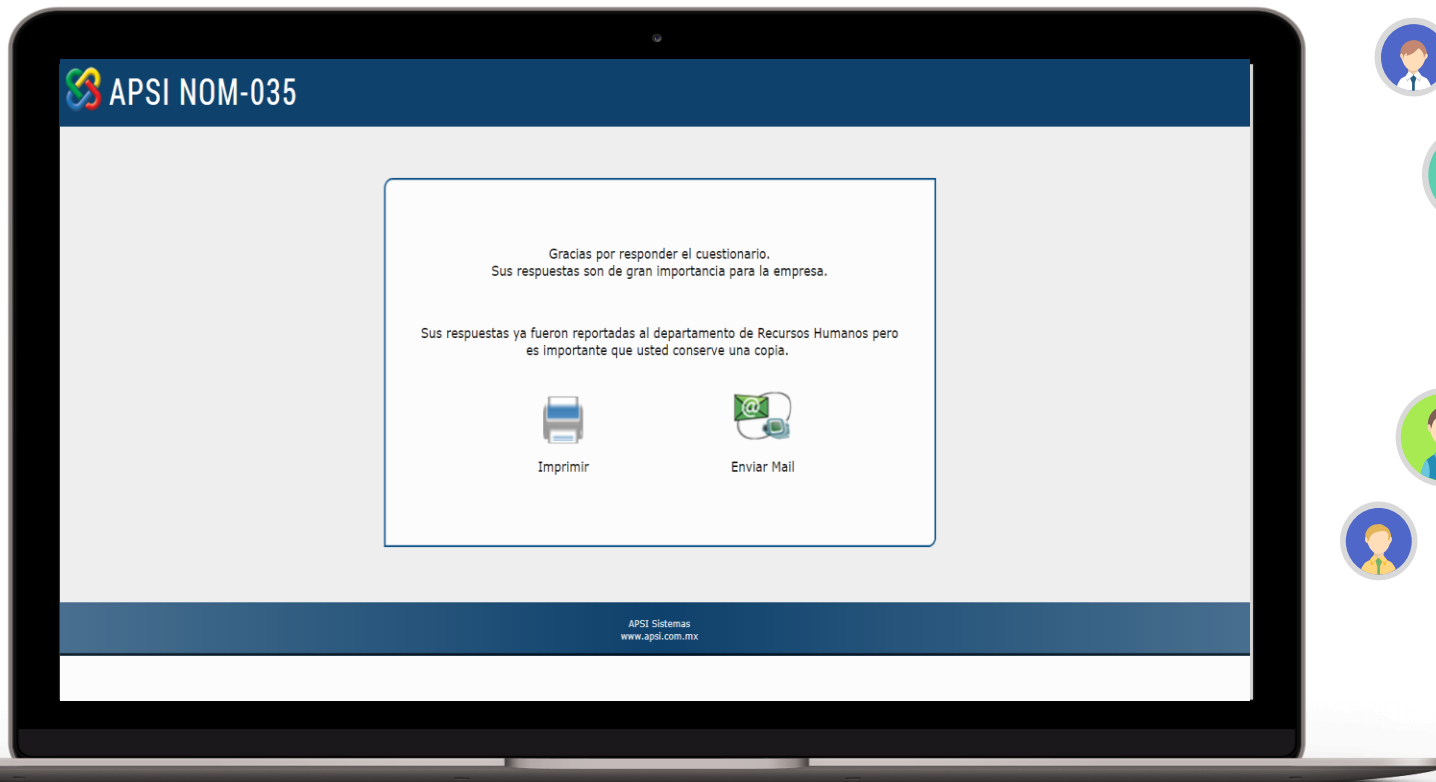 APSI NOM-035
Gracias por responder el cuestionario.
Sus respuestas son de gran importancia para la empresa.
Sus respuestas ya fueron reportadas al departamento de Recursos Humanos pero
es importante que usted conserve una copia.
@
Imprimir
Enviar Mail
APSI Sistemas
www.apsi.com.mx